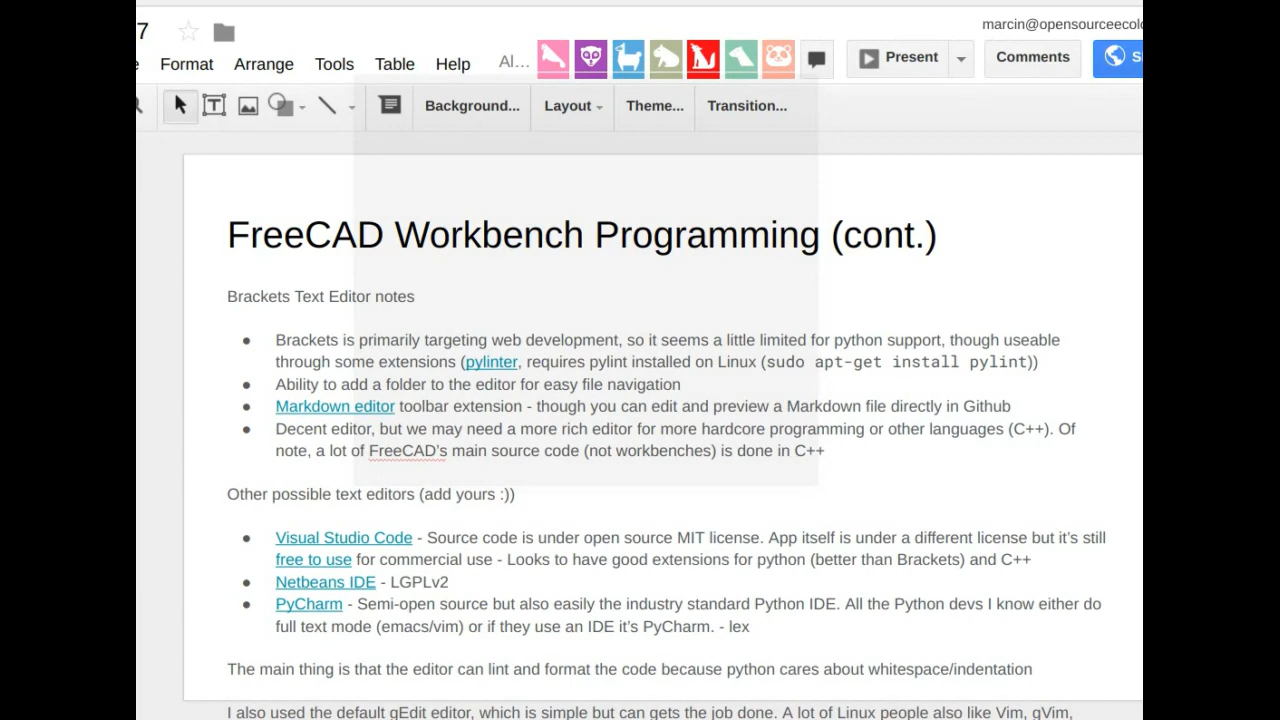 7
marcin@opensourceecolo
Format Arrange Tools Table Help Al...
Present
Comments
S
Background... Layout Theme... Transition...
FreeCAD Workbench Programming (cont.)
Brackets Text Editor notes
● Brackets is primarily targeting web development, so it seems a little limited for python support, though useable
through some extensions (pylinter, requires pylint installed on Linux (sudo apt-get install pylint))
● Ability to add a folder to the editor for easy file navigation
● Markdown editor toolbar extension - though you can edit and preview a Markdown file directly in Github
● Decent editor, but we may need a more rich editor for more hardcore programming or other languages (C++). Of
note, a lot of FreeCAD's main source code (not workbenches) is done in C++
Other possible text editors (add yours :))
● Visual Studio Code - Source code is under open source MIT license. App itself is under a different license but it's still
free to use for commercial use - Looks to have good extensions for python (better than Brackets) and C++
● Netbeans IDE - LGPLv2
● PyCharm - Semi-open source but also easily the industry standard Python IDE. All the Python devs I know either do
full text mode (emacs/vim) or if they use an IDE it's PyCharm. - lex
The main thing is that the editor can lint and format the code because python cares about whitespace/indentation
I also used the default gEdit editor, which is simple but can gets the job done. A lot of Linux people also like Vim, gVim,